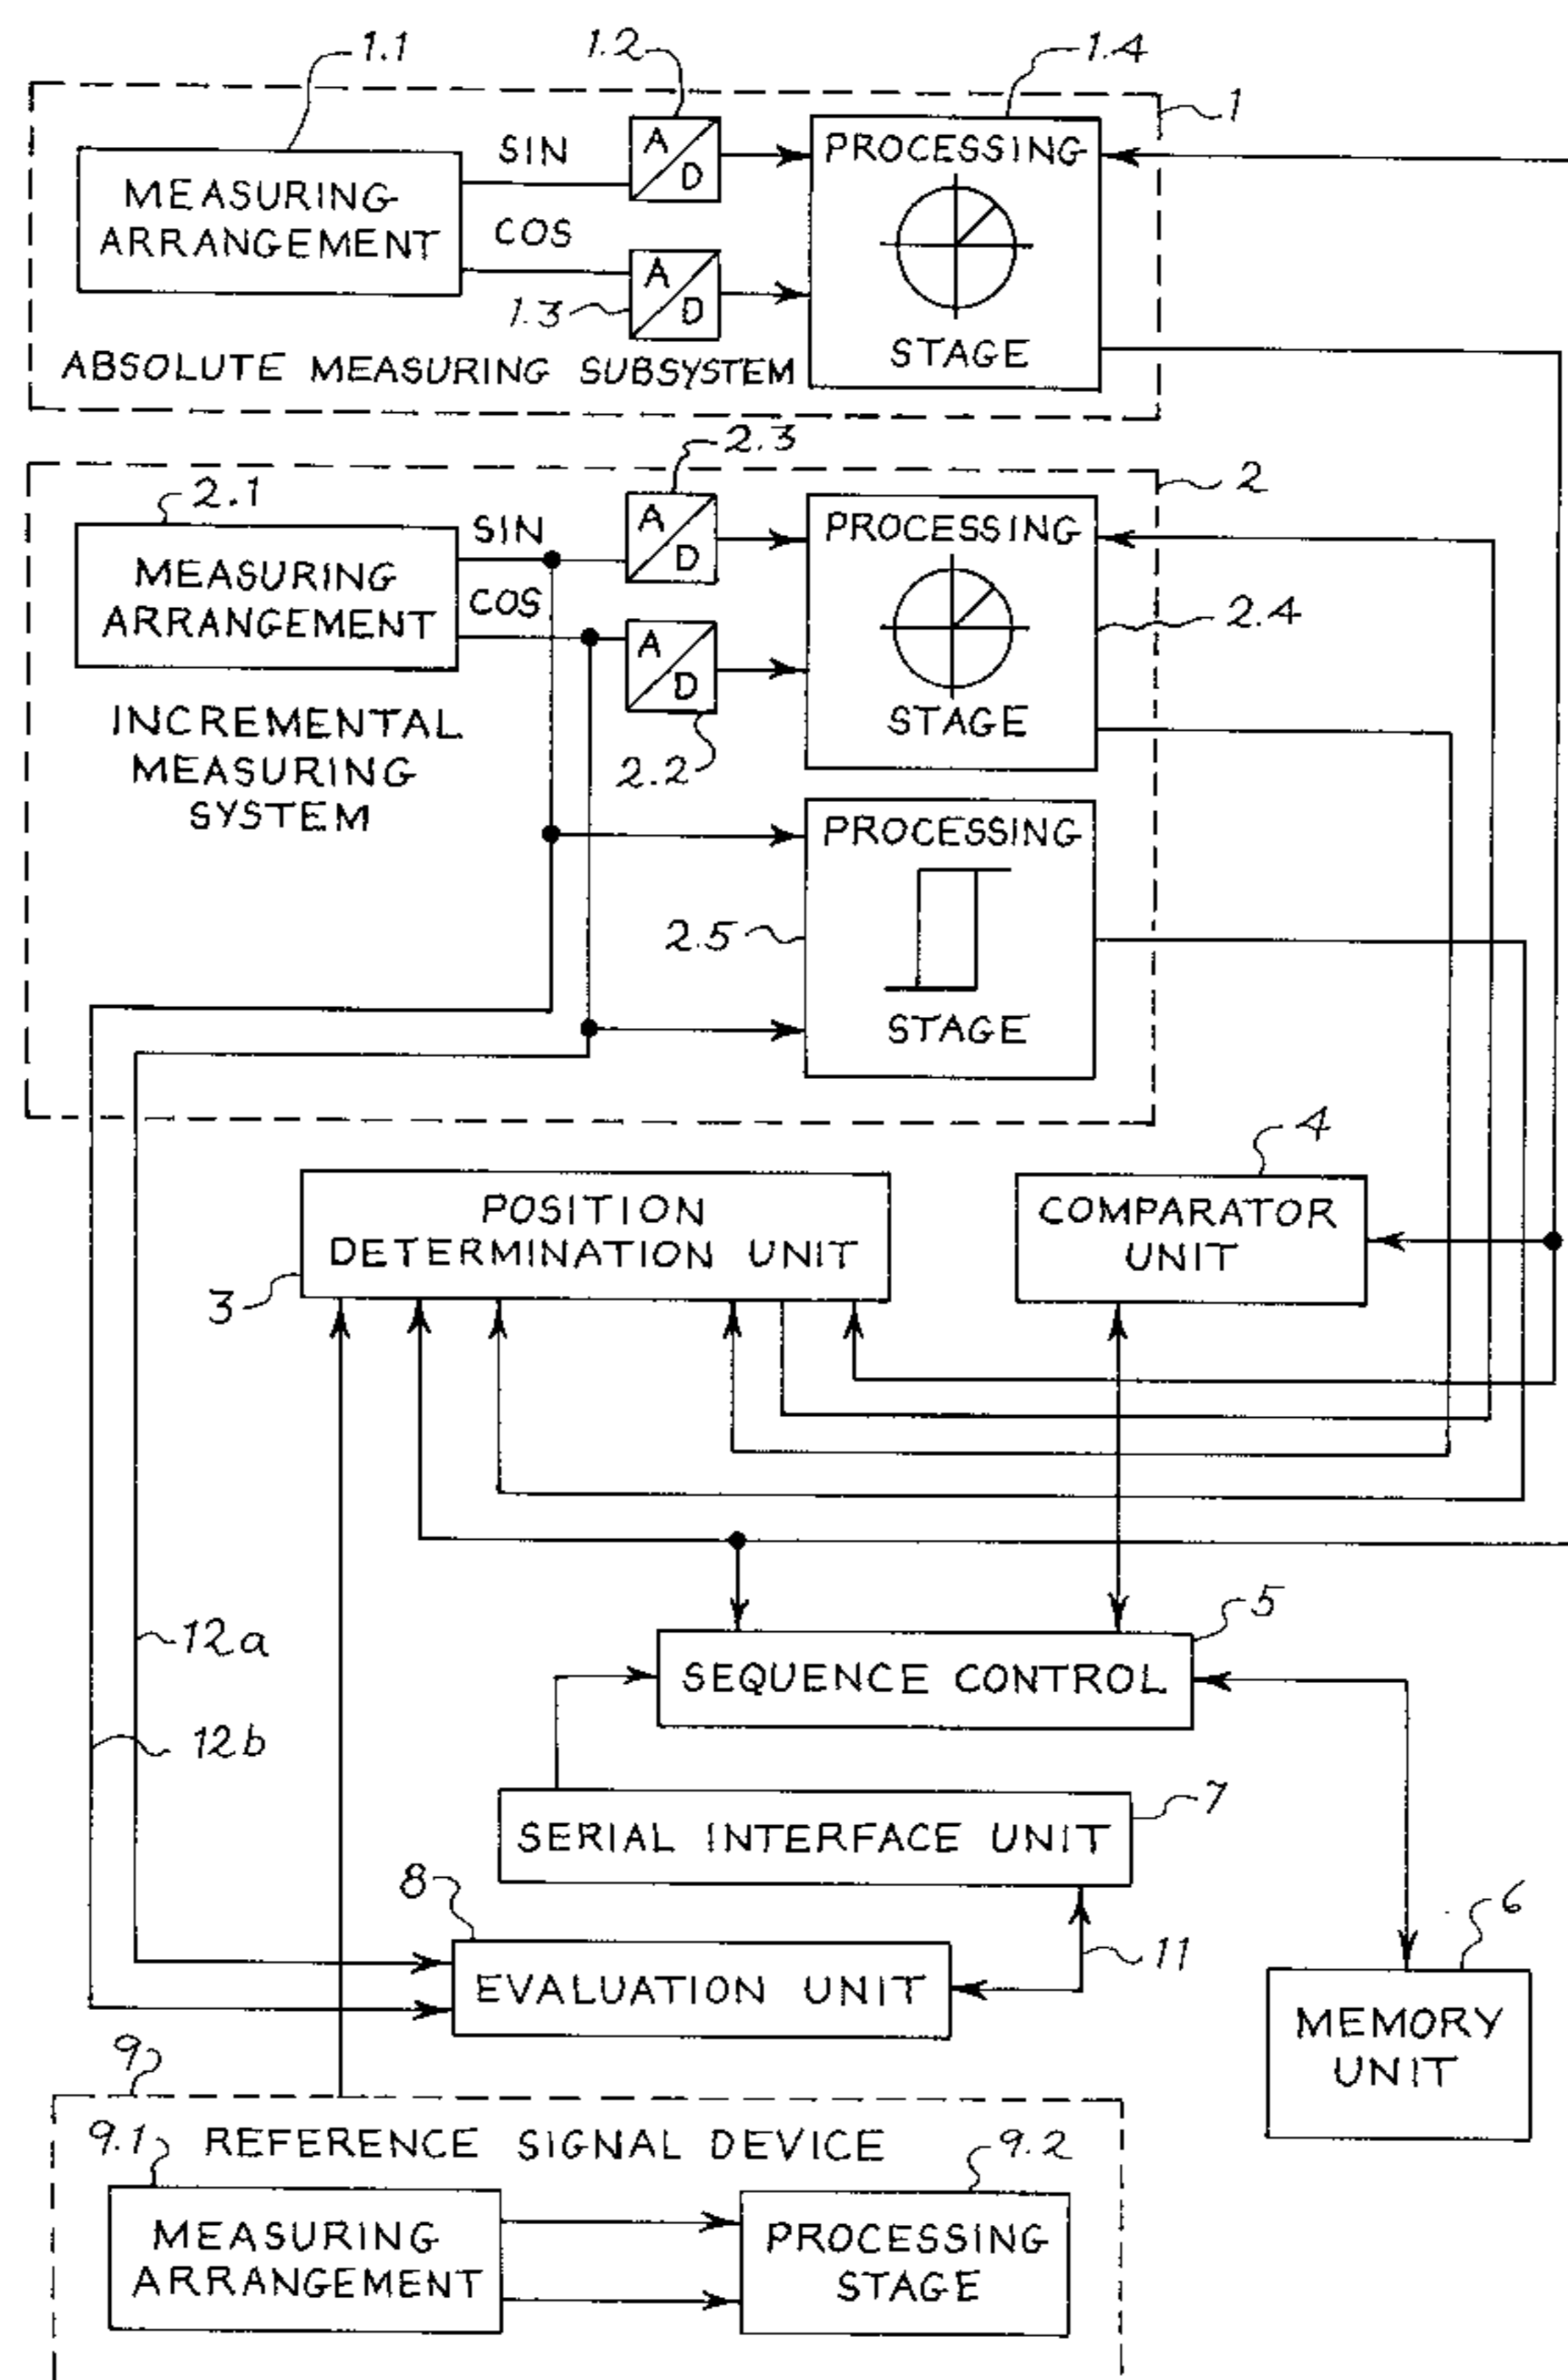 1.1
1.2
1.4
1
MEASURING
ARRANGEMENT
SIN
COS
A
D
A
D
1.3
PROCESSING
STAGE
ABSOLUTE MEASURING SUBSYSTEM
2.3
2
2.1
MEASURING
ARRANGEMENT
SIN
COS
A
D
A
D
2.2
PROCESSING
STAGE
2.4
INCREMENTAL
MEASURING
SYSTEM
PROCESSING
STAGE
2.5
4
POSITION
DETERMINATION UNIT
3
COMPARATOR
UNIT
5
12a
SEQUENCE CONTROL
12b
7
SERIAL INTERFACE UNIT
8
6
11
EVALUATION UNIT
MEMORY
UNIT
9
9.1
REFERENCE SIGNAL DEVICE
9.2
MEASURING
ARRANGEMENT
PROCESSING
STAGE